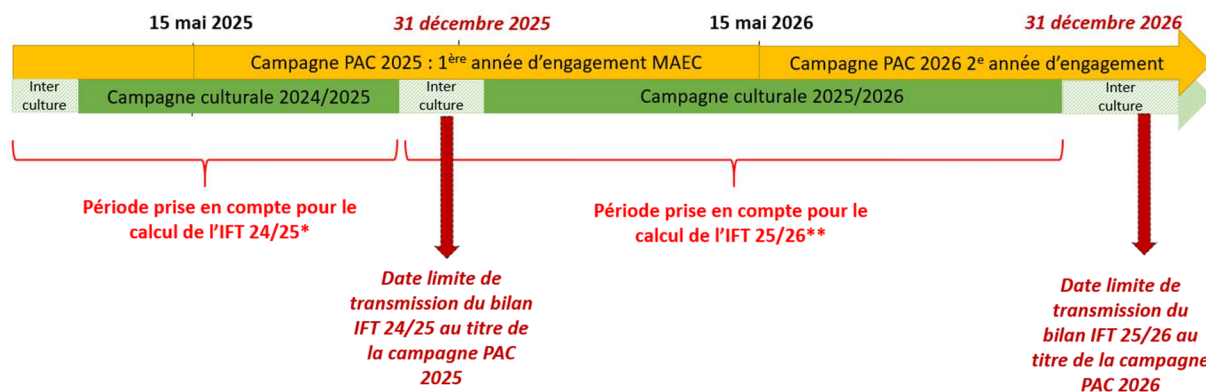 15 mai 2025
31 décembre 2025
15 mai 2026
31 décembre 2026
Campagne PAC 2025 : 1ère année d'engagement MAEC
Campagne PAC 2026 2e année d'engagement
Inter
culture
Campagne culturale 2024/2025
Inter
culture
Campagne culturale 2025/2026
Inter
culture
Période prise en compte pour le
calcul de l'IFT 24/25*
Période prise en compte pour le
calcul de l'IFT 25/26**
Date limite de
transmission du bilan
IFT 24/25 au titre de
la campagne PAC
2025
Date limite de
transmission du
bilan IFT 25/26 au
titre de la campagne
PAC 2026